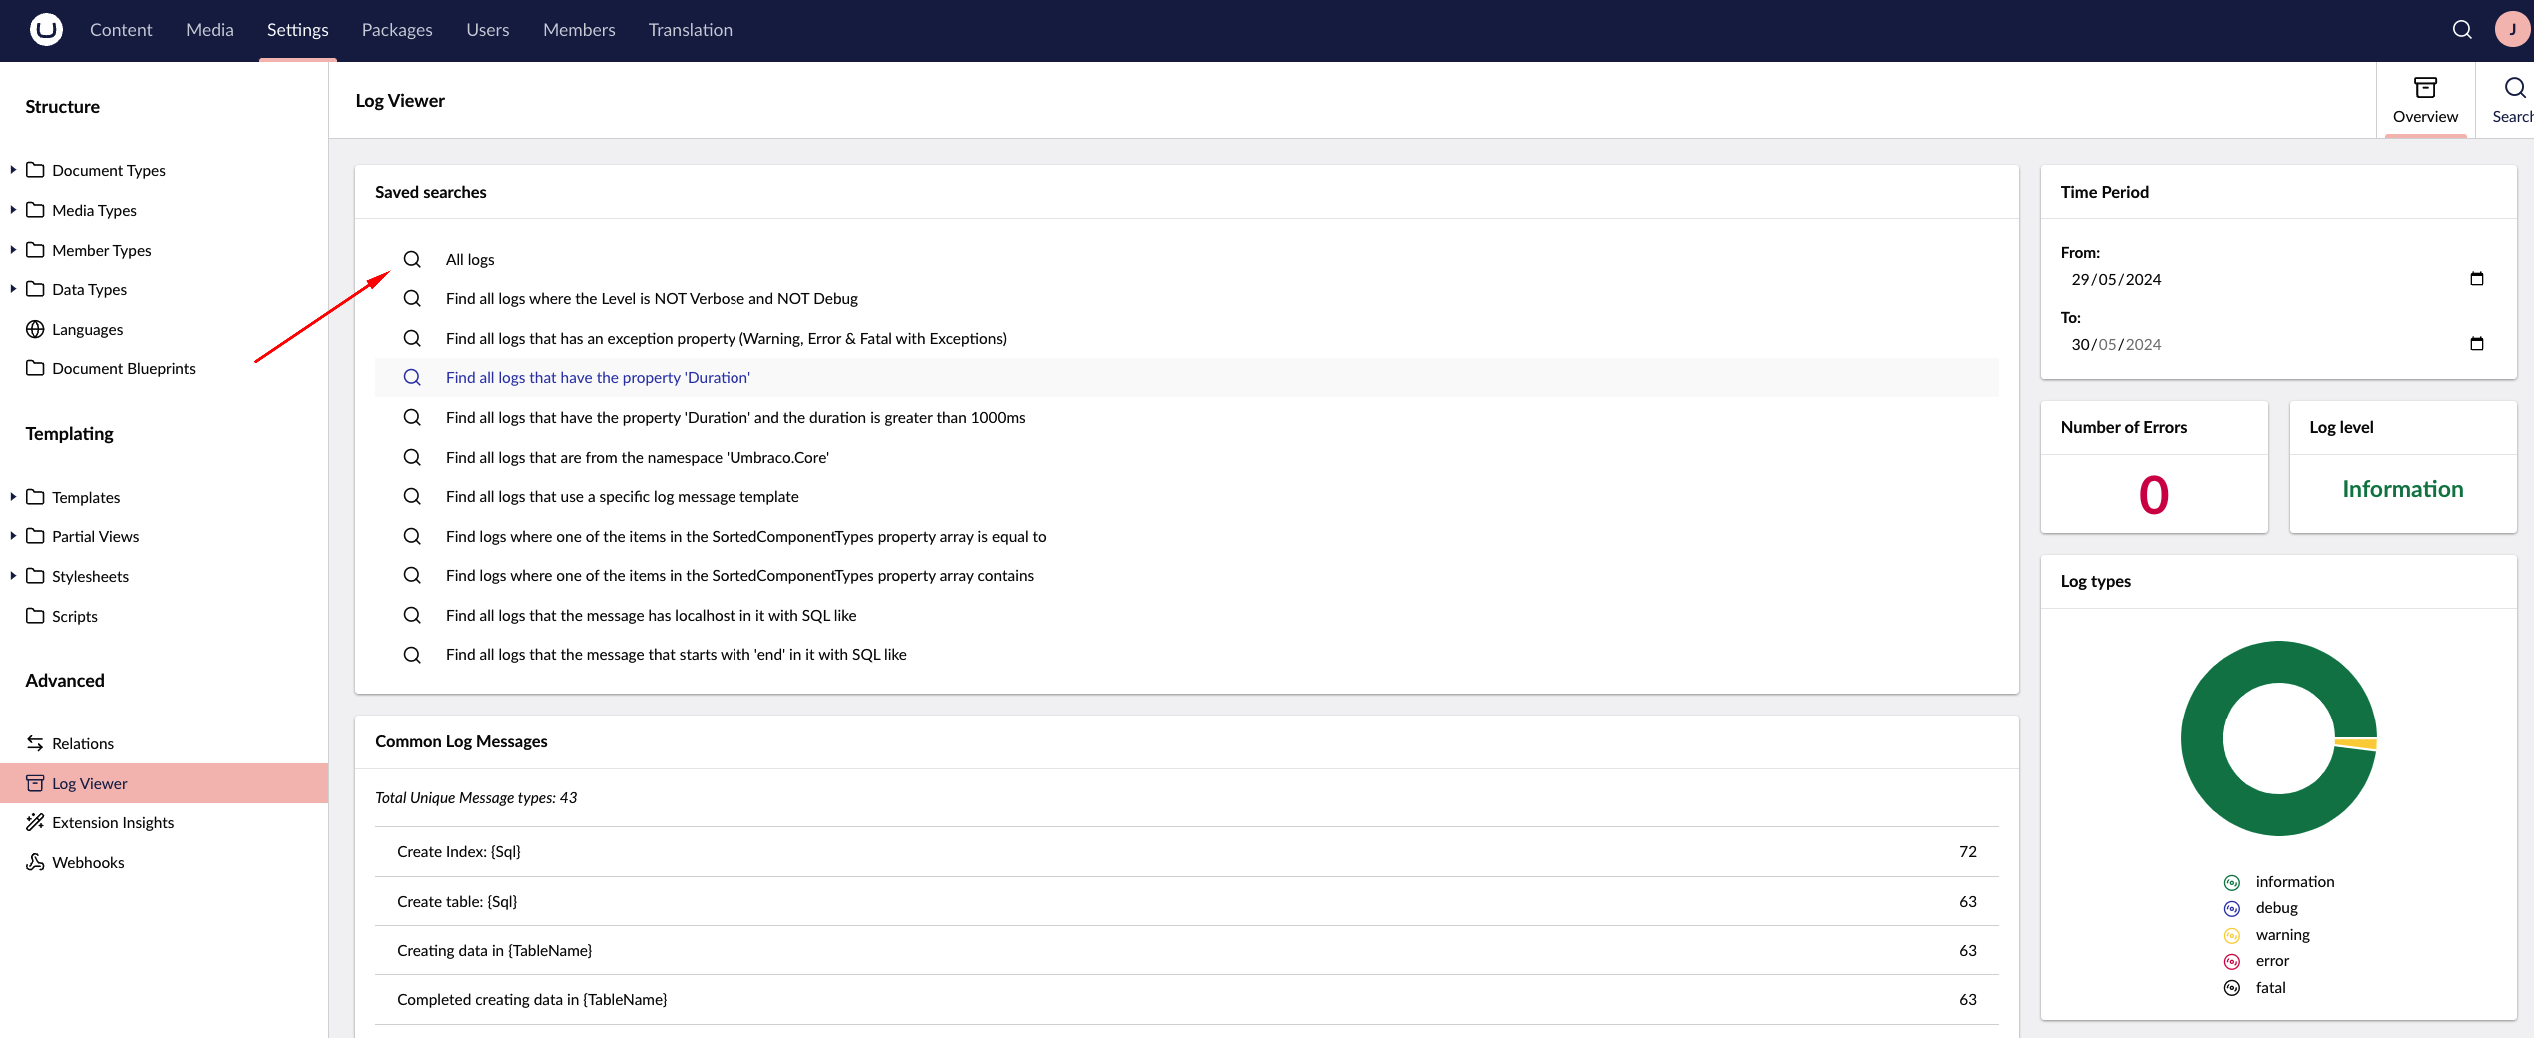 Content Media Settings Packages Users Members Translation J
Structure
Document Types
Media Types
Member Types
Data Types
Languages
Document Blueprints
Templating
Templates
Partial Views
Stylesheets
Scripts
Advanced
Relations
Log Viewer
Extension Insights
Webhooks
Log Viewer
Overview
Search
Saved searches
All logs
Find all logs where the Level is NOT Verbose and NOT Debug
Find all logs that has an exception property (Warning, Error & Fatal with Exceptions)
Find all logs that have the property 'Duration'
Find all logs that have the property 'Duration' and the duration is greater than 1000ms
Find all logs that are from the namespace 'Umbraco.Core'
Find all logs that use a specific log message template
Find logs where one of the items in the SortedComponentTypes property array is equal to
Find logs where one of the items in the SortedComponentTypes property array contains
Find all logs that the message has localhost in it with SQL like
Find all logs that the message that starts with 'end' in it with SQL like
Common Log Messages
Total Unique Message types: 43
Create Index: {Sql} 72
Create table: {Sql} 63
Creating data in {TableName} 63
Completed creating data in {TableName} 63
Time Period
From:
29/05/2024
To:
30/05/2024
Number of Errors
0
Log level
Information
Log types
information
debug
warning
error
fatal